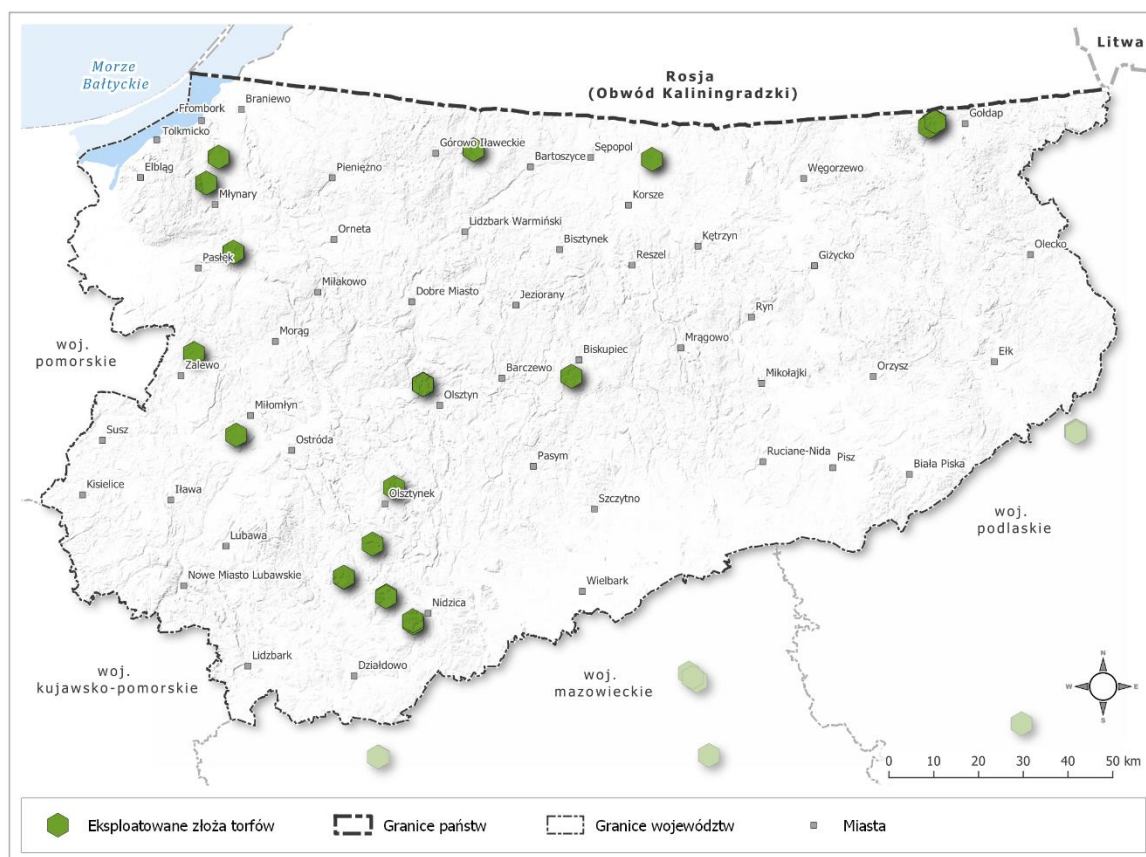 Litwa
Morze
Bałtyckie
Rosja
(Obwód Kaliningradzki)
Braniewo
Frombork
Gołdap
Tolkmicko
Górowo Iławeckie
Sępopol
Bartoszyce
Elbląg
Pieniężno
Węgorzewo
Młynary
Korsze
Lidzbark Warmiński
Orneta
Bisztynek
Kętrzyn
Olecko
Pasłęk
Reszel
Giżycko
Miłakowo
Dobre Miasto
Jeziorany
Ryn
Morąg
Mrągowo
woj.
pomorskie
Biskupiec
Ełk
Zalewo
Barczewo
Mikołajki
Orzysz
Olsztyn
Miłomłyn
Susz
Ostróda
Pasym
Ruciane-Nida
Pisz
Biała Piska
Kisielice
Iława
Olsztynek
Szczytno
woj.
podlaskie
Lubawa
Nowe Miasto Lubawskie
Wielbark
Nidzica
Lidzbark
Działdowo
woj.
kujawsko-pomorskie
woj.
mazowieckie
N
W E
S
0 10 20 30 40 50 km
Eksploatowane złoża torfów
Granice państw
Granice województw
Miasta